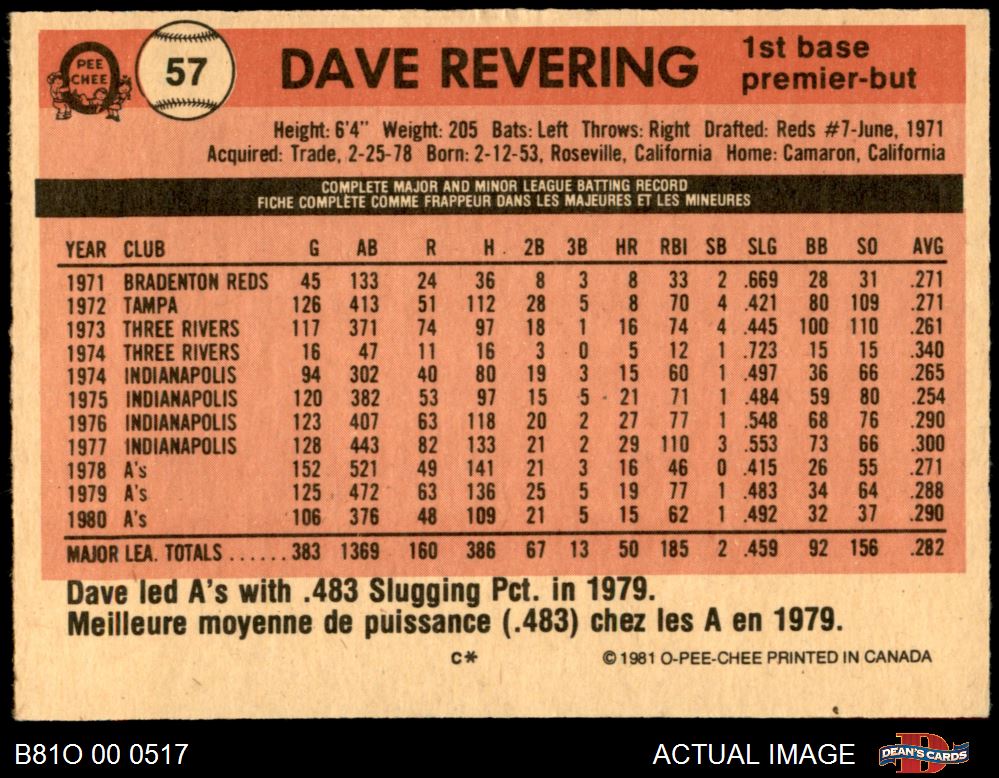 PEE CHEE
57
DAVE REVERING
1st base
premier-but
Height: 6'4" Weight: 205 Bats: Left Throws: Right Drafted: Reds #7-June, 1971
Acquired: Trade, 2-25-78 Born: 2-12-53, Roseville, California Home: Camaron, California
COMPLETE MAJOR AND MINOR LEAGUE BATTING RECORD
FICHE COMPLÈTE COMME FRAPPEUR DANS LES MAJEURES ET LES MINEURES
YEAR CLUB G AB R H. 2B 3B HR RBI SB SLG BB SO AVG
1971 BRADENTON REDS 45 133 24 36 8 3 8 33 2 .669 28 31 .271
1972 TAMPA 126 413 51 112 28 5 8 70 4 .421 80 109 .271
1973 THREE RIVERS 117 371 74 97 18 1 16 74 4 .445 100 110 .261
1974 THREE RIVERS 16 47 11 16 3 0 5 12 1 .723 15 15 .340
1974 INDIANAPOLIS 94 302 40 80 19 3 15 60 1 .497 36 66 .265
1975 INDIANAPOLIS 120 382 53 97 15 5 21 71 1 .484 59 80 .254
1976 INDIANAPOLIS 123 407 63 118 20 2 27 77 1 .548 68 76 .290
1977 INDIANAPOLIS 128 443 82 133 21 2 29 110 3 .553 73 66 .300
1978 A's 152 521 49 141 21 3 16 46 0 .415 26 55 .271
1979 A's 125 472 63 136 25 5 19 77 1 .483 34 64 .288
1980 A's 106 376 48 109 21 5 15 62 1 .492 32 37 .290
MAJOR LEA. TOTALS ...... 383 1369 160 386 67 13 50 185 2 .459 92 156 .282
Dave led A's with .483 Slugging Pct. in 1979.
Meilleure moyenne de puissance (.483) chez les A en 1979.
C* © 1981 O-PEE-CHEE PRINTED IN CANADA
B81O 00 0517 ACTUAL IMAGE DEAN'S CARDS